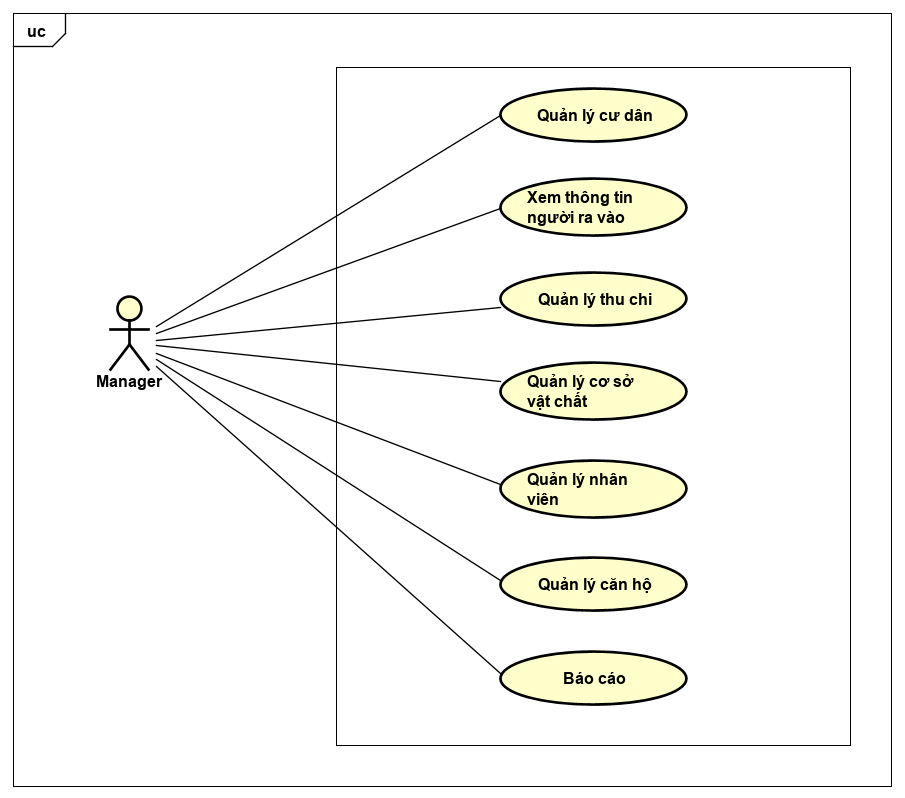 uc
Quản lý cư dân
Xem thông tin
người ra vào
Quản lý thu chi
Manager
Quản lý cơ sở
vật chất
Quản lý nhân
viên
Quản lý căn hộ
Báo cáo